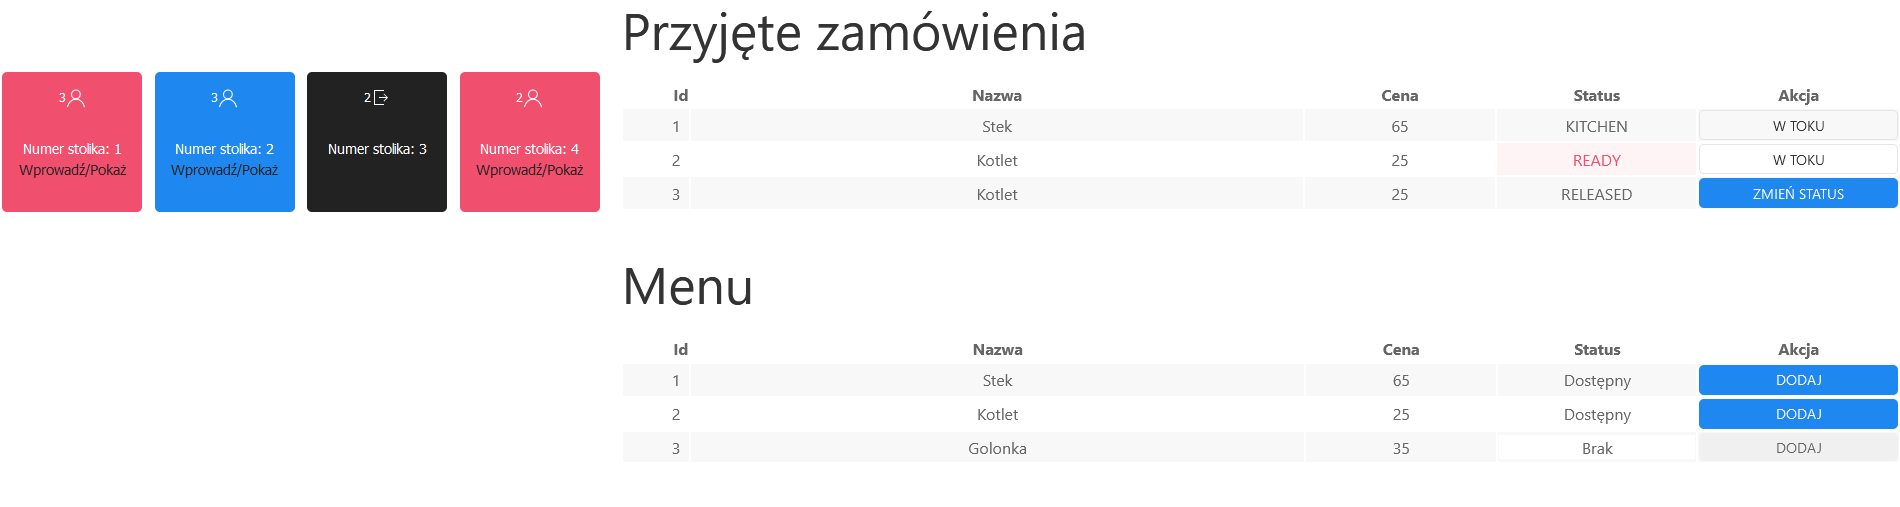 3
Numer stolika: 1
Wprowadź/Pokaż
3
Numer stolika: 2
Wprowadź/Pokaż
2
Numer stolika: 3
2
Numer stolika: 4
Wprowadź/Pokaż
Przyjęte zamówienia
Id Nazwa Cena Status Akcja
1 Stek 65 KITCHEN W TOKU
2 Kotlet 25 READY W TOKU
3 Kotlet 25 RELEASED ZMIEŃ STATUS
Menu
Id Nazwa Cena Status Akcja
1 Stek 65 Dostępny DODAJ
2 Kotlet 25 Dostępny DODAJ
3 Golonka 35 Brak DODAJ